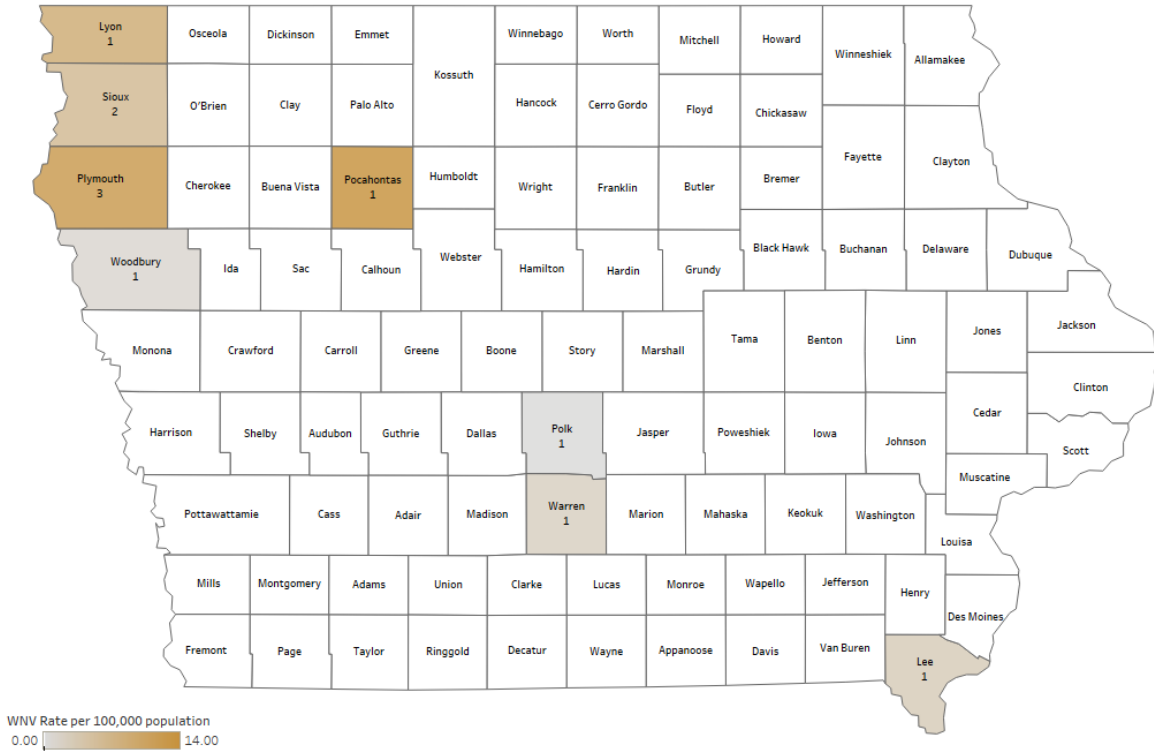 Lyon
1
Osceola
Dickinson
Emmet
Winnebago
Worth
Mitchell
Howard
Winneshiek
Allamakee
Kossuth
Sioux
2
O'Brien
Clay
Palo Alto
Hancock
Cerro Gordo
Floyd
Chickasaw
Fayette
Clayton
Plymouth
3
Cherokee
Buena Vista
Pocahontas
1
Humboldt
Wright
Franklin
Butler
Bremer
Woodbury
1
Ida
Sac
Calhoun
Webster
Hamilton
Hardin
Grundy
Black Hawk
Buchanan
Delaware
Dubuque
Monona
Crawford
Carroll
Greene
Boone
Story
Marshall
Tama
Benton
Linn
Jones
Jackson
Clinton
Harrison
Shelby
Audubon
Guthrie
Dallas
Polk
1
Jasper
Poweshiek
Iowa
Johnson
Cedar
Scott
Muscatine
Pottawattamie
Cass
Adair
Madison
Warren
1
Marion
Mahaska
Keokuk
Washington
Louisa
Mills
Montgomery
Adams
Union
Clarke
Lucas
Monroe
Wapello
Jefferson
Henry
Des Moines
Fremont
Page
Taylor
Ringgold
Decatur
Wayne
Appanoose
Davis
Van Buren
Lee
1
WNV Rate per 100,000 population
0.00 14.00